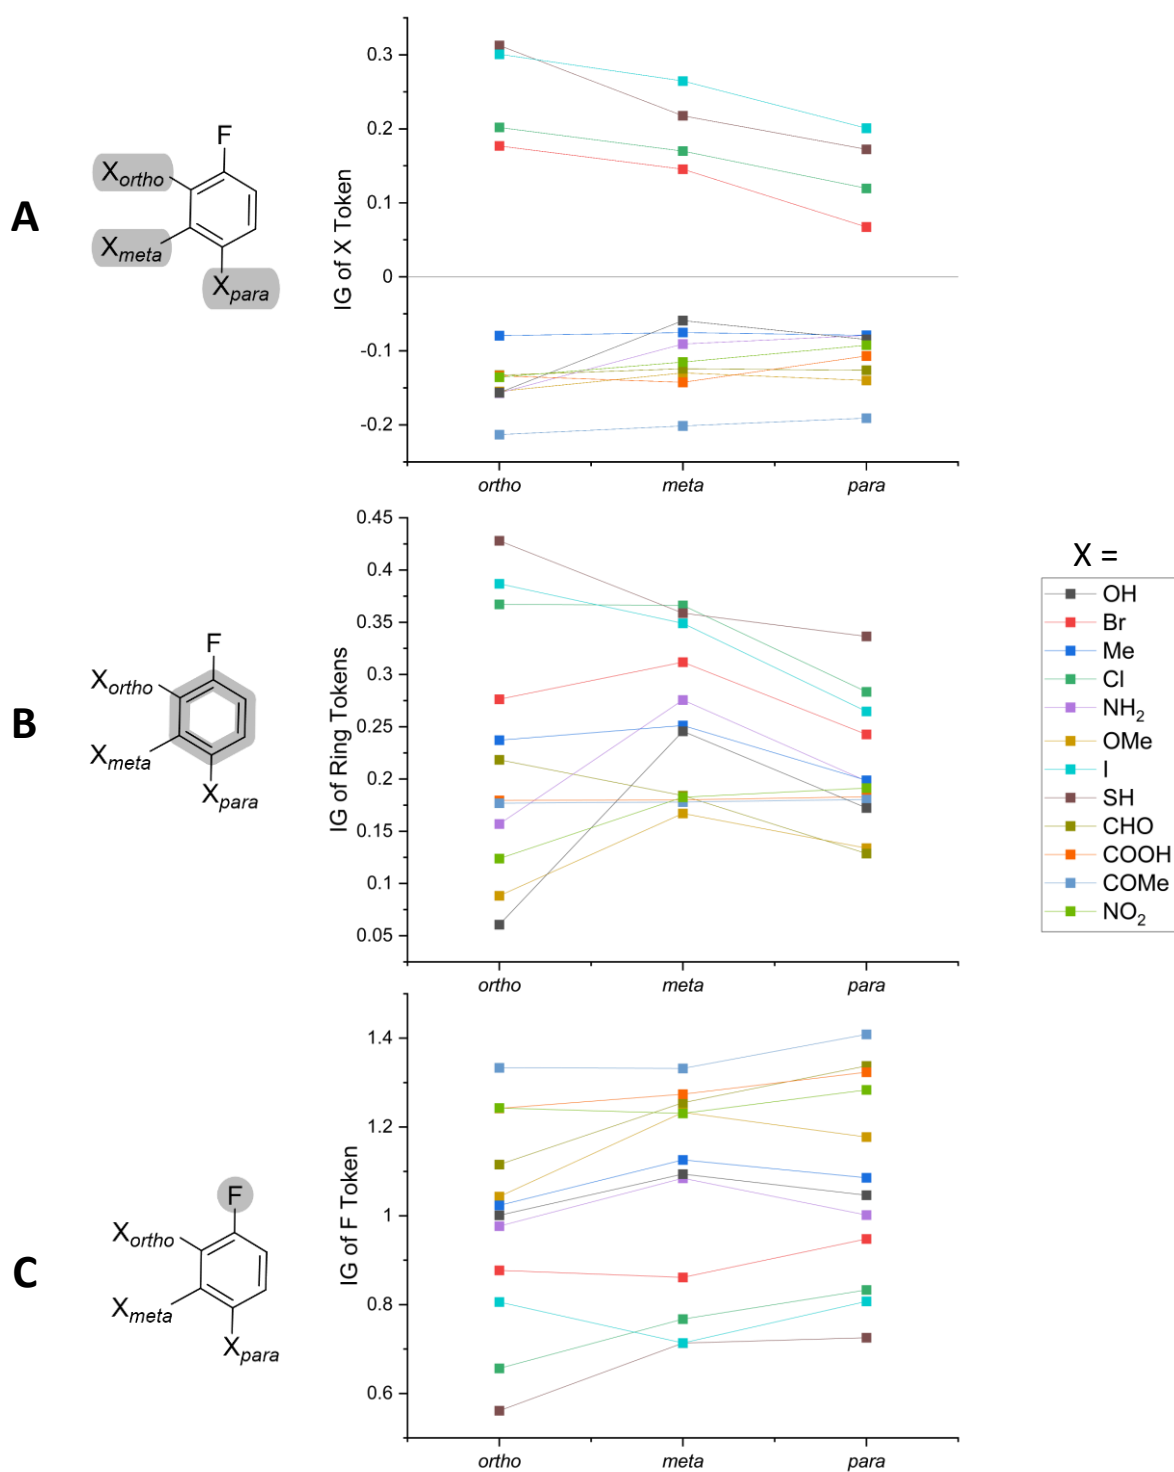 A
F
Xortho
Xmeta
Xpara
IG of X Token
0.3
0.2
0.1
0
-0.1
-0.2
ortho meta para
B
F
Xortho
Xmeta
Xpara
IG of Ring Tokens
0.45
0.4
0.35
0.3
0.25
0.2
0.15
0.1
0.05
ortho meta para
X =
OH
Br
Me
Cl
NH2
OMe
I
SH
CHO
COOH
COMe
NO2
C
F
Xortho
Xmeta
Xpara
IG of F Token
1.4
1.2
1
0.8
0.6
ortho meta para